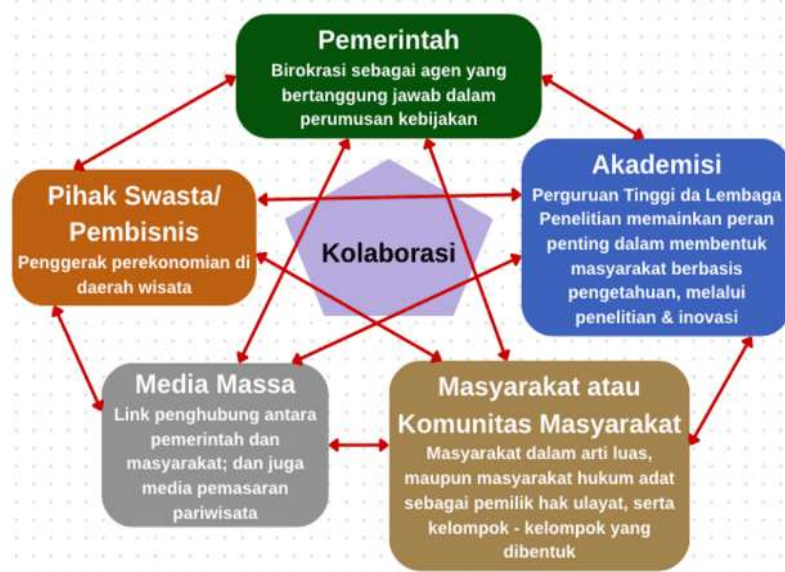 Pemerintah
Birokrasi sebagai agen yang
bertanggung jawab dalam
perumusan kebijakan
Akademisi
Perguruan Tinggi da Lembaga
Penelitian memainkan peran
penting dalam membentuk
masyarakat berbasis
pengetahuan, melalui
penelitian & inovasi
Pihak Swasta/
Pembisnis
Penggerak perekonomian di
daerah wisata
Kolaborasi
Media Massa
Link penghubung antara
pemerintah dan
masyarakat; dan juga
media pemasaran
pariwisata
Masyarakat atau
Komunitas Masyarakat
Masyarakat dalam arti luas,
maupun masyarakat hukum adat
sebagai pemilik hak ulayat, serta
kelompok - kelompok yang
dibentuk